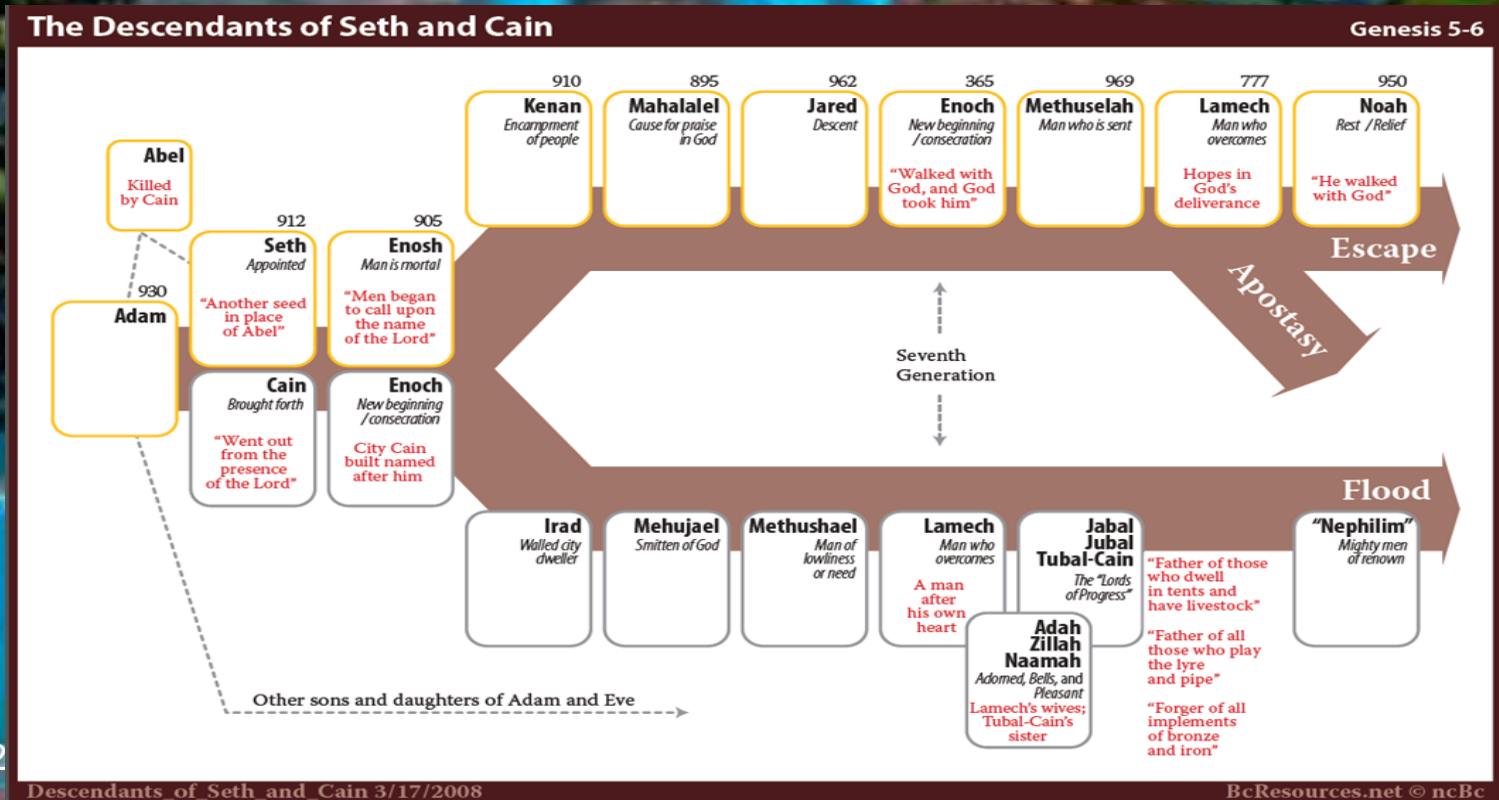 The Descendants of Seth and Cain
Genesis 5-6
Abel
Killed
by Cain
930
Adam
912
Seth
Appointed
“Another seed
in place
of Abel”
905
Enosh
Man is mortal
“Men began
to call upon
the name
of the Lord”
910
Kenan
Encampment
of people
895
Mahalalel
Cause for praise
in God
962
Jared
Descent
365
Enoch
New beginning
/consecration
“Walked with
God, and God
took him”
969
Methuselah
Man who is sent
777
Lamech
Man who
overcomes
Hopes in
God’s
deliverance
950
Noah
Rest / Relief
“He walked
with God”
Escape
Apostasy
Seventh
Generation
Cain
Brought forth
“Went out
from the
presence
of the Lord”
Enoch
New beginning
/consecration
City Cain
built named
after him
Flood
Irad
Walled city
dweller
Mehujael
Smitten of God
Methushael
Man of
lowliness
or need
Lamech
Man who
overcomes
A man
after
his own
heart
Jabal
Jubal
Tubal-Cain
The “Lords
of Progress”
Adah
Zillah
Naamah
Adorned, Bells, and
Pleasant
Lamech’s wives;
Tubal-Cain’s
sister
“Father of those
who dwell
in tents and
have livestock”
“Father of all
those who play
the lyre
and pipe”
“Forger of all
implements
of bronze
and iron”
“Nephilim”
Mighty men
of renown
Other sons and daughters of Adam and Eve
Descendants_of_Seth_and_Cain 3/17/2008
BcResources.net © ncBc